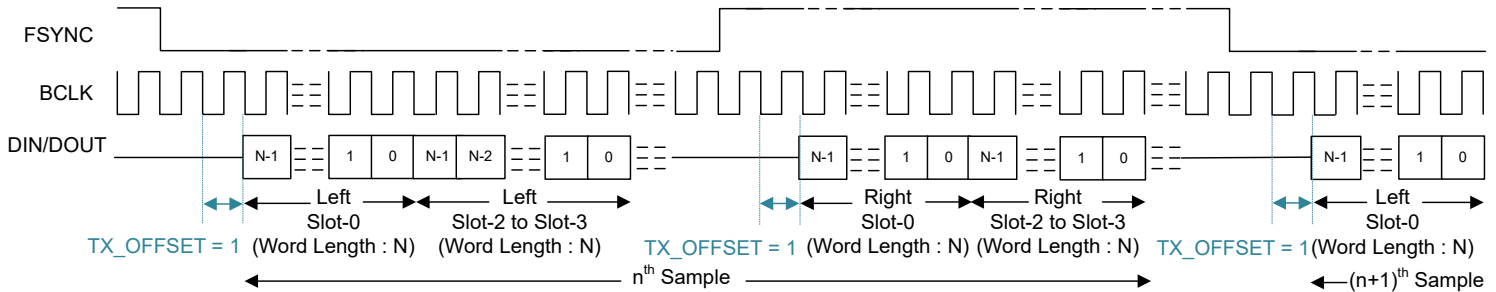 FSYNC
BCLK
DIN/DOUT
N-1 1 0 N-1 N-2 1 0 N-1 1 0 N-1 1 0 N-1 1 0
Left Left Right Right Left
Slot-0 Slot-2 to Slot-3 Slot-0 Slot-2 to Slot-3 Slot-0
TX_OFFSET = 1 (Word Length : N) (Word Length : N) TX_OFFSET = 1 (Word Length : N) (Word Length : N) TX_OFFSET = 1 (Word Length : N)
nth Sample (n+1)th Sample